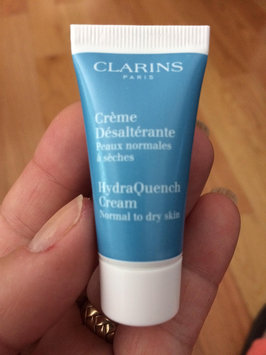 CLARINS
PARIS
Crème
Désaltérante
Peaux normales
à sèches
HydraQuench
Cream
Normal to dry skin